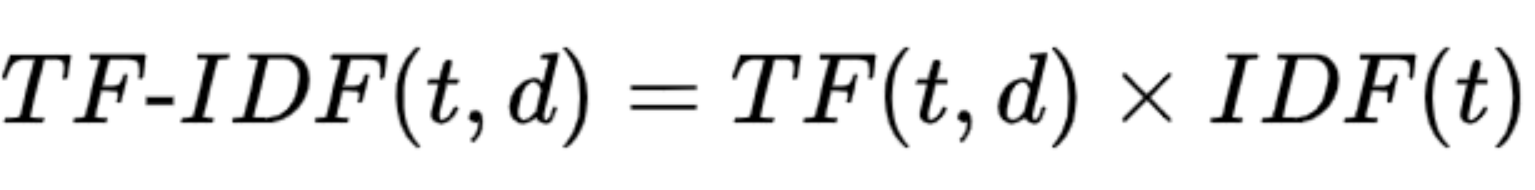 TF-IDF(t, d) = TF(t, d) × IDF(t)